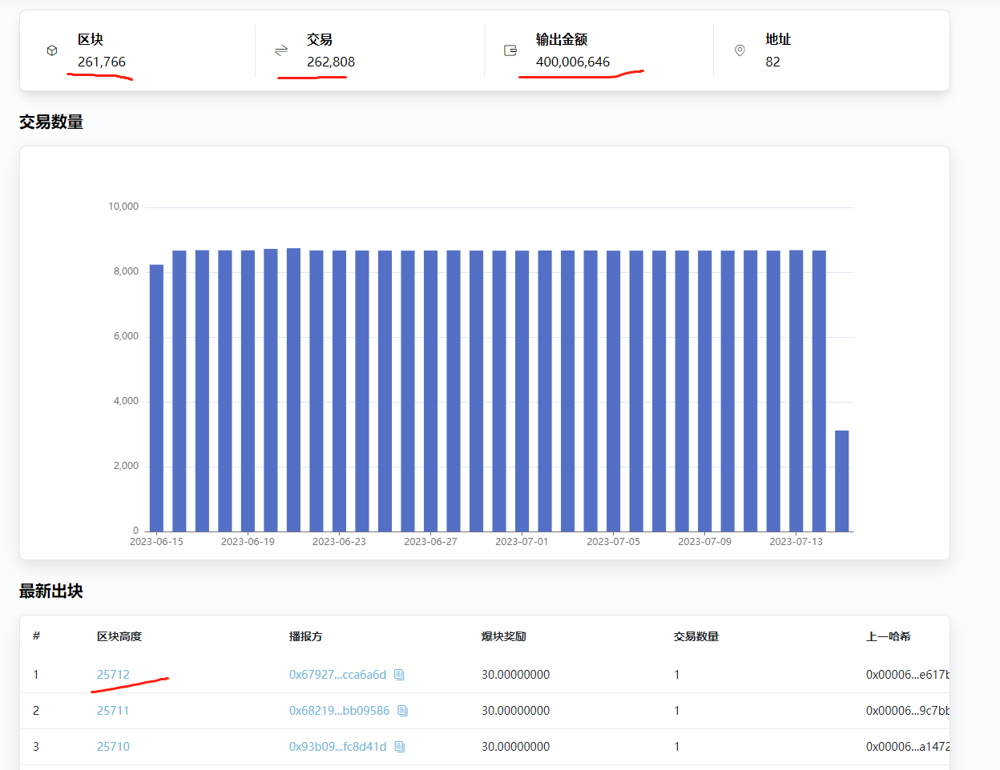 区块 交易 输出金额 地址
261,766 262,808 400,006,646 82
交易数量
10,000
8,000
6,000
4,000
2,000
0
2023-06-15 2023-06-19 2023-06-23 2023-06-27 2023-07-01 2023-07-05 2023-07-09 2023-07-13
最新出块
# 区块高度 播报方 爆块奖励 交易数量 上一哈希
1 25712 0x67927...cca6a6d 30.00000000 1 0x00006...e617b
2 25711 0x68219...bb09586 30.00000000 1 0x00006...9c7bb
3 25710 0x93b09...fc8d41d 30.00000000 1 0x00006...a1472